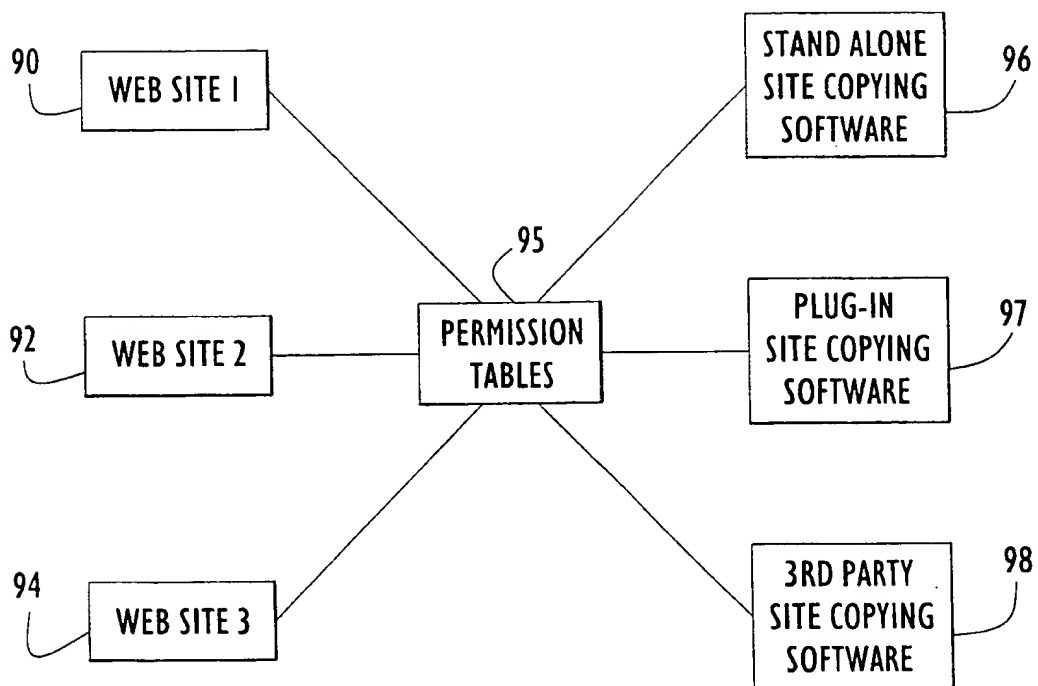 90
WEB SITE 1
92
WEB SITE 2
94
WEB SITE 3
95
PERMISSION
TABLES
STAND ALONE
SITE COPYING
SOFTWARE
96
PLUG-IN
SITE COPYING
SOFTWARE
97
3RD PARTY
SITE COPYING
SOFTWARE
98